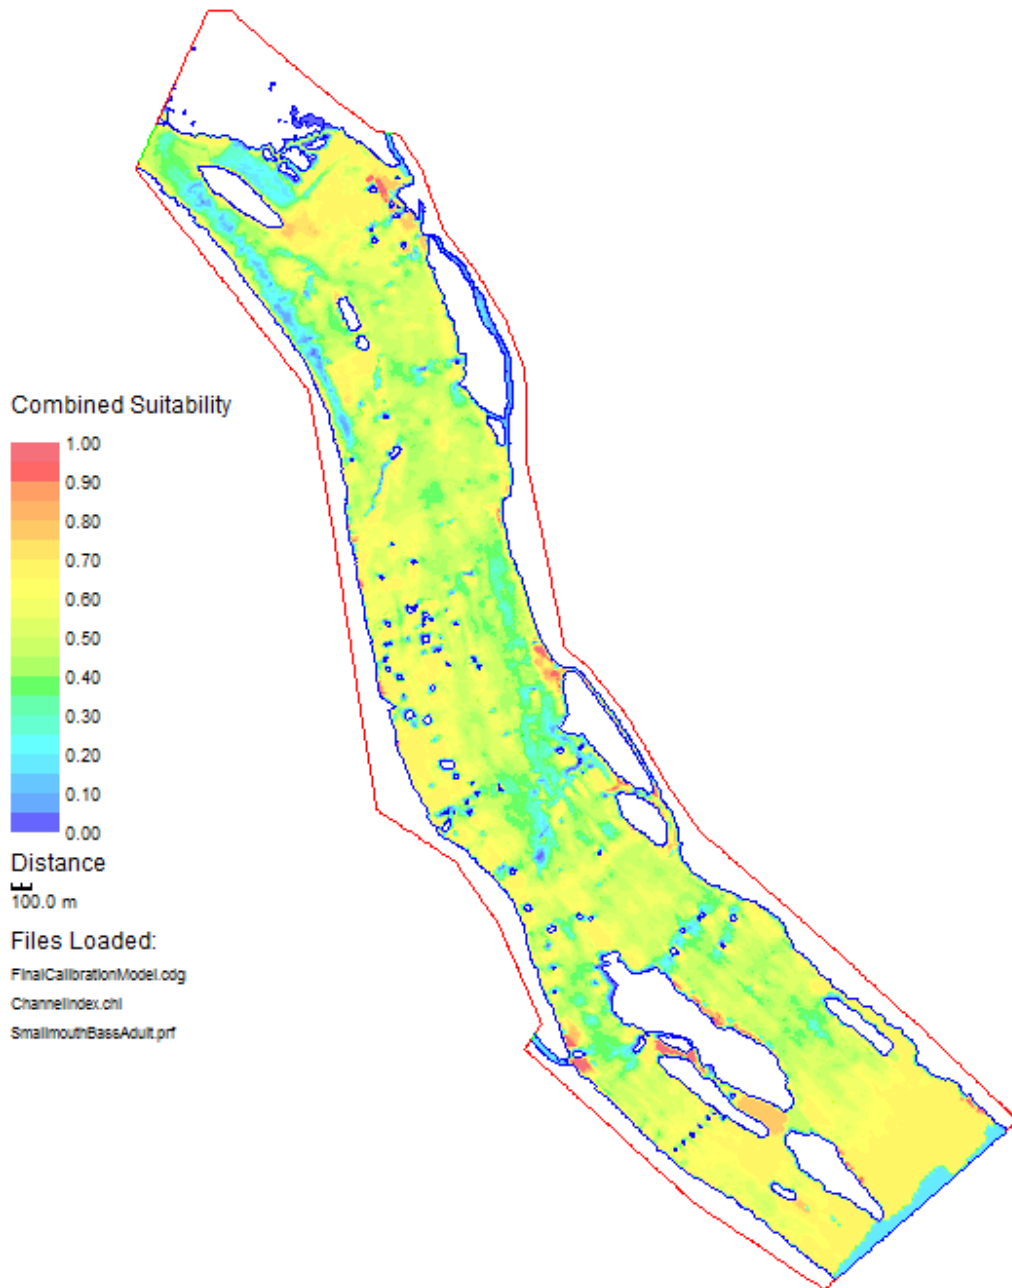 Combined Suitability
1.00
0.90
0.80
0.70
0.60
0.50
0.40
0.30
0.20
0.10
0.00
Distance
100.0 m
Files Loaded:
FinalCalibrationModel.cdg
ChannelIndex.chi
SmallmouthBassAdult.prf